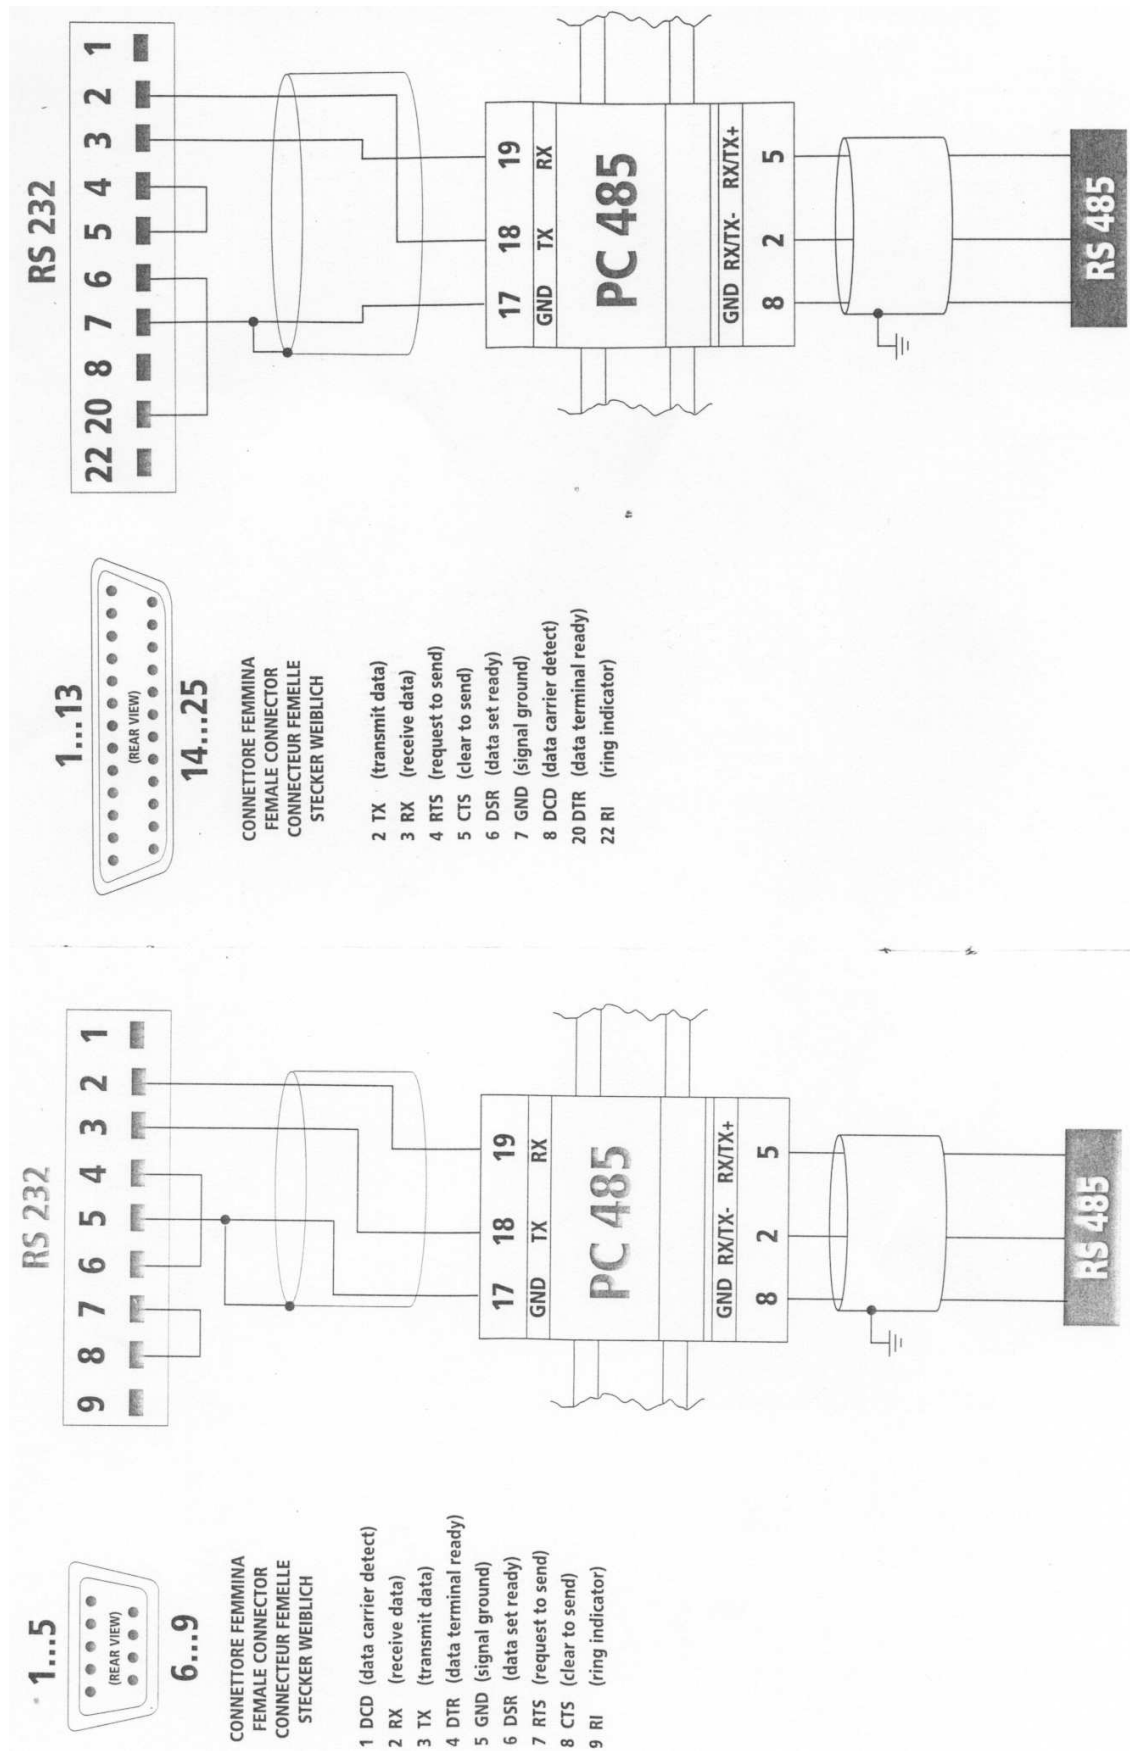 1...5
(REAR VIEW)
6...9
CONNETTORE FEMMINA
FEMALE CONNECTOR
CONNECTEUR FEMELLE
STECKER WEIBLICH
1 DCD (data carrier detect)
2 RX (receive data)
3 TX (transmit data)
4 DTR (data terminal ready)
5 GND (signal ground)
6 DSR (data set ready)
7 RTS (request to send)
8 CTS (clear to send)
9 RI (ring indicator)
RS 232
9 8 7 6 5 4 3 2 1
17 18 19
GND TX RX
PC 485
GND RX/TX- RX/TX+
8 2 5
RS 485
1...13
(REAR VIEW)
14...25
CONNETTORE FEMMINA
FEMALE CONNECTOR
CONNECTEUR FEMELLE
STECKER WEIBLICH
2 TX (transmit data)
3 RX (receive data)
4 RTS (request to send)
5 CTS (clear to send)
6 DSR (data set ready)
7 GND (signal ground)
8 DCD (data carrier detect)
20 DTR (data terminal ready)
22 RI (ring indicator)
RS 232
22 20 8 7 6 5 4 3 2 1
17 18 19
GND TX RX
PC 485
GND RX/TX- RX/TX+
8 2 5
RS 485